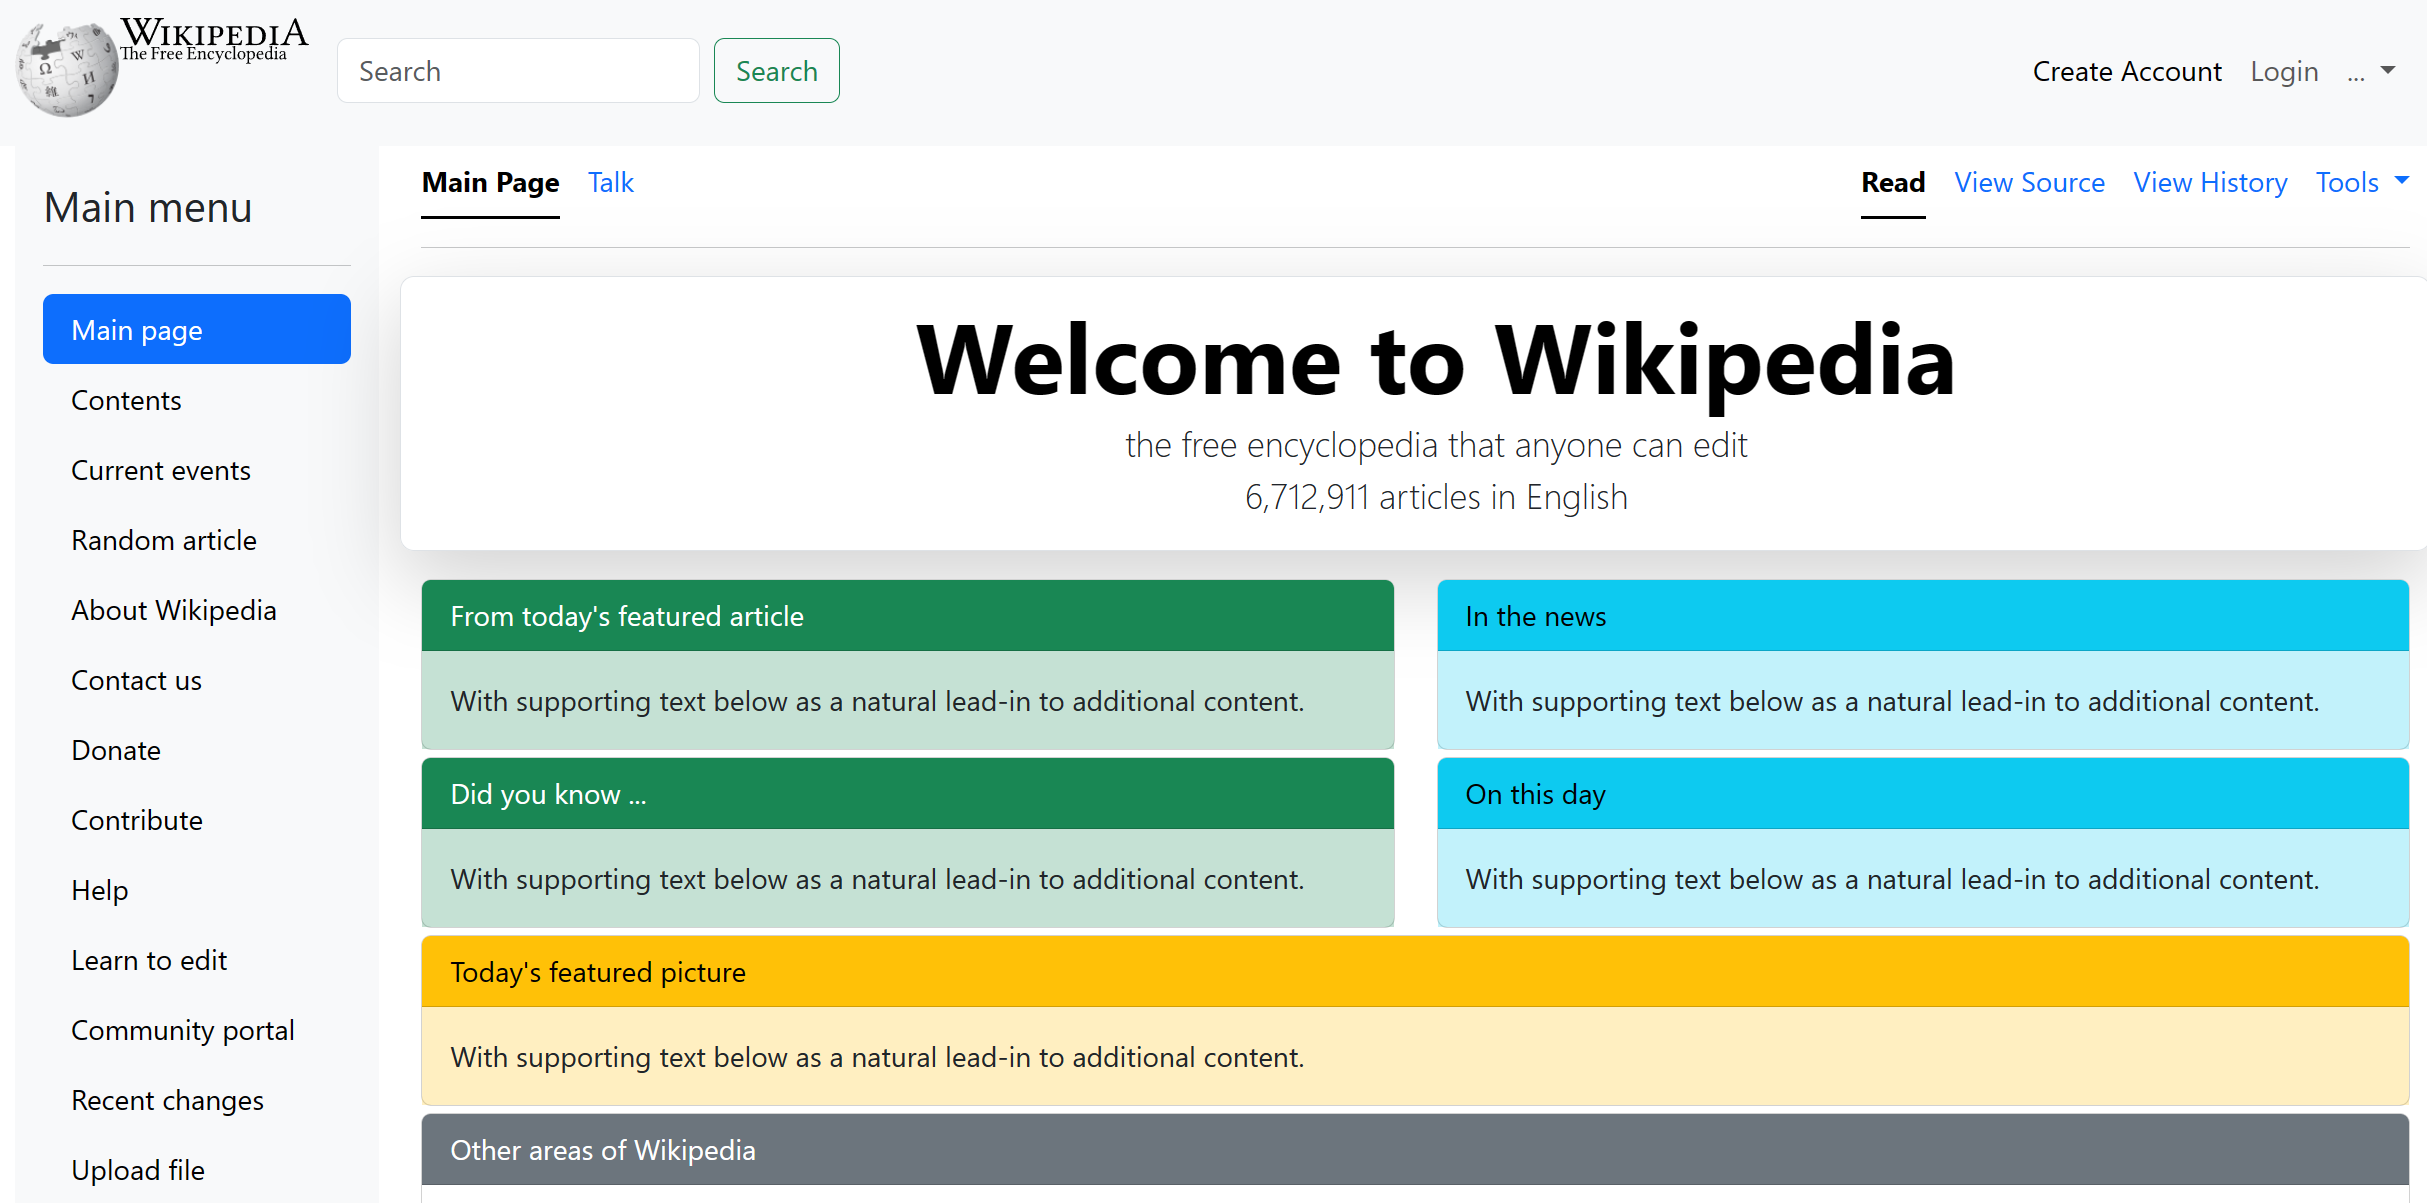 WIKIPEDIA
The Free Encyclopedia
Search
Search
Create Account
Login
...
Main menu
Main page
Contents
Current events
Random article
About Wikipedia
Contact us
Donate
Contribute
Help
Learn to edit
Community portal
Recent changes
Upload file
Main Page
Talk
Read
View Source
View History
Tools
Welcome to Wikipedia
the free encyclopedia that anyone can edit
6,712,911 articles in English
From today's featured article
With supporting text below as a natural lead-in to additional content.
In the news
With supporting text below as a natural lead-in to additional content.
Did you know ...
With supporting text below as a natural lead-in to additional content.
On this day
With supporting text below as a natural lead-in to additional content.
Today's featured picture
With supporting text below as a natural lead-in to additional content.
Other areas of Wikipedia